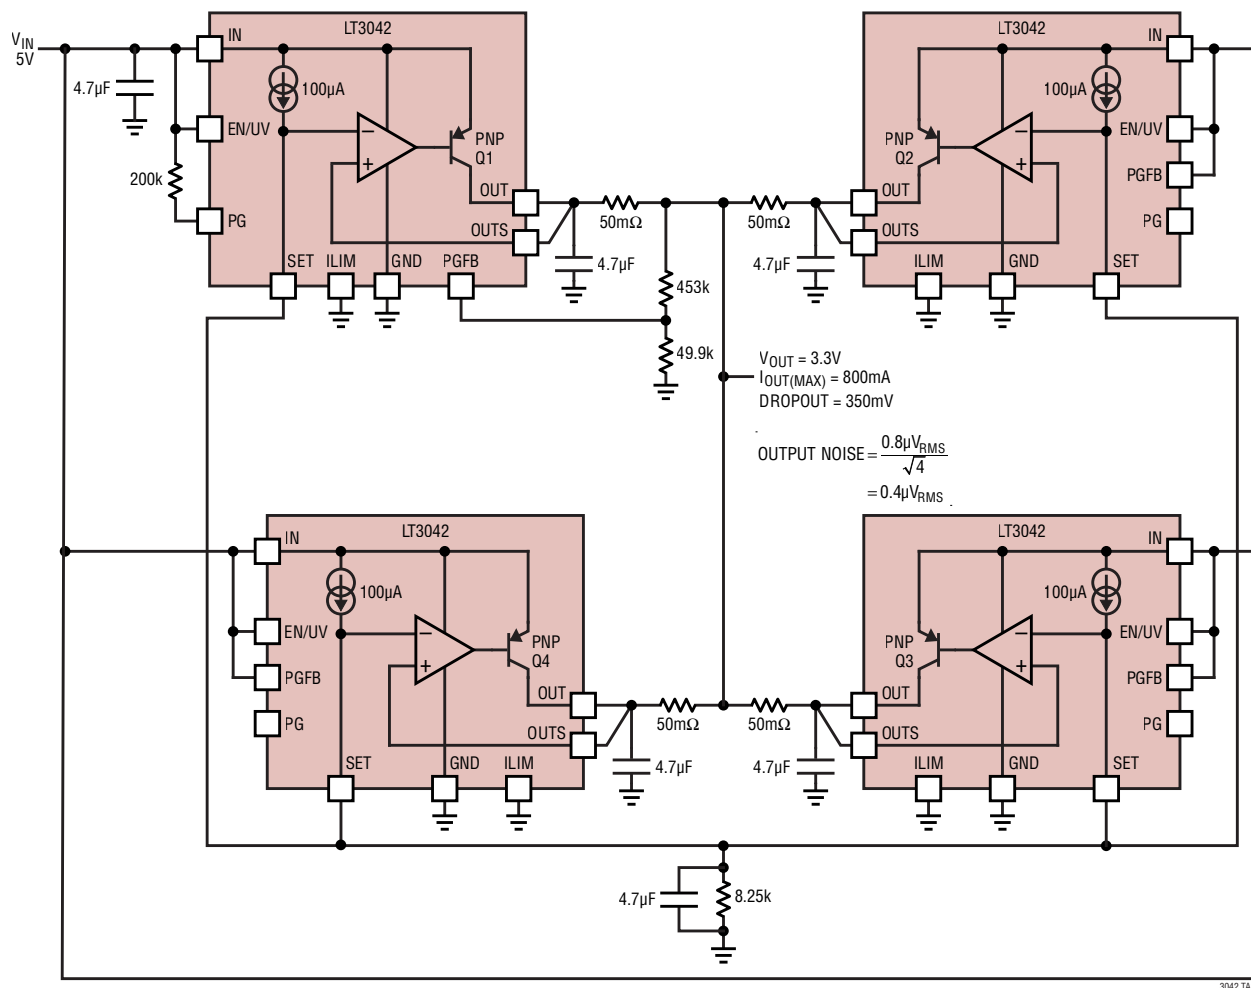 VIN
5V
4.7µF
200k
IN
LT3042
100µA
EN/UV
PNP
Q1
–
+
PG
OUT
OUTS
SET
ILIM
GND
PGFB
50mΩ
4.7µF
453k
49.9k
LT3042
IN
100µA
EN/UV
PGFB
PG
PNP
Q2
–
+
50mΩ
OUT
OUTS
4.7µF
ILIM
GND
SET
VOUT = 3.3V
IOUT(MAX) = 800mA
DROPOUT = 350mV
OUTPUT NOISE = 0.8µVRMS
√4
= 0.4µVRMS
LT3042
IN
100µA
EN/UV
PGFB
PG
PNP
Q4
–
+
OUT
OUTS
SET
GND
ILIM
50mΩ
4.7µF
LT3042
IN
100µA
EN/UV
PGFB
PG
PNP
Q3
–
+
50mΩ
OUT
OUTS
4.7µF
ILIM
GND
SET
4.7µF
8.25k
3042 TA